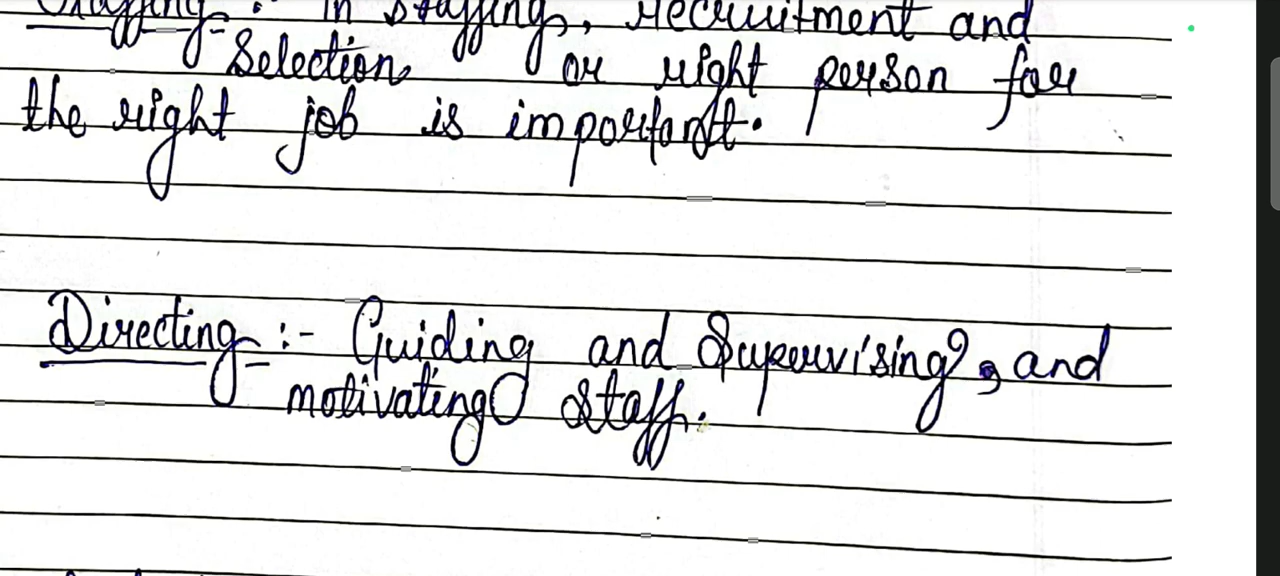 Staffing :- In staffing, recruitment and
Selection or right person for
the right job is important.
Directing :- Guiding and Supervising, and
motivating staff.